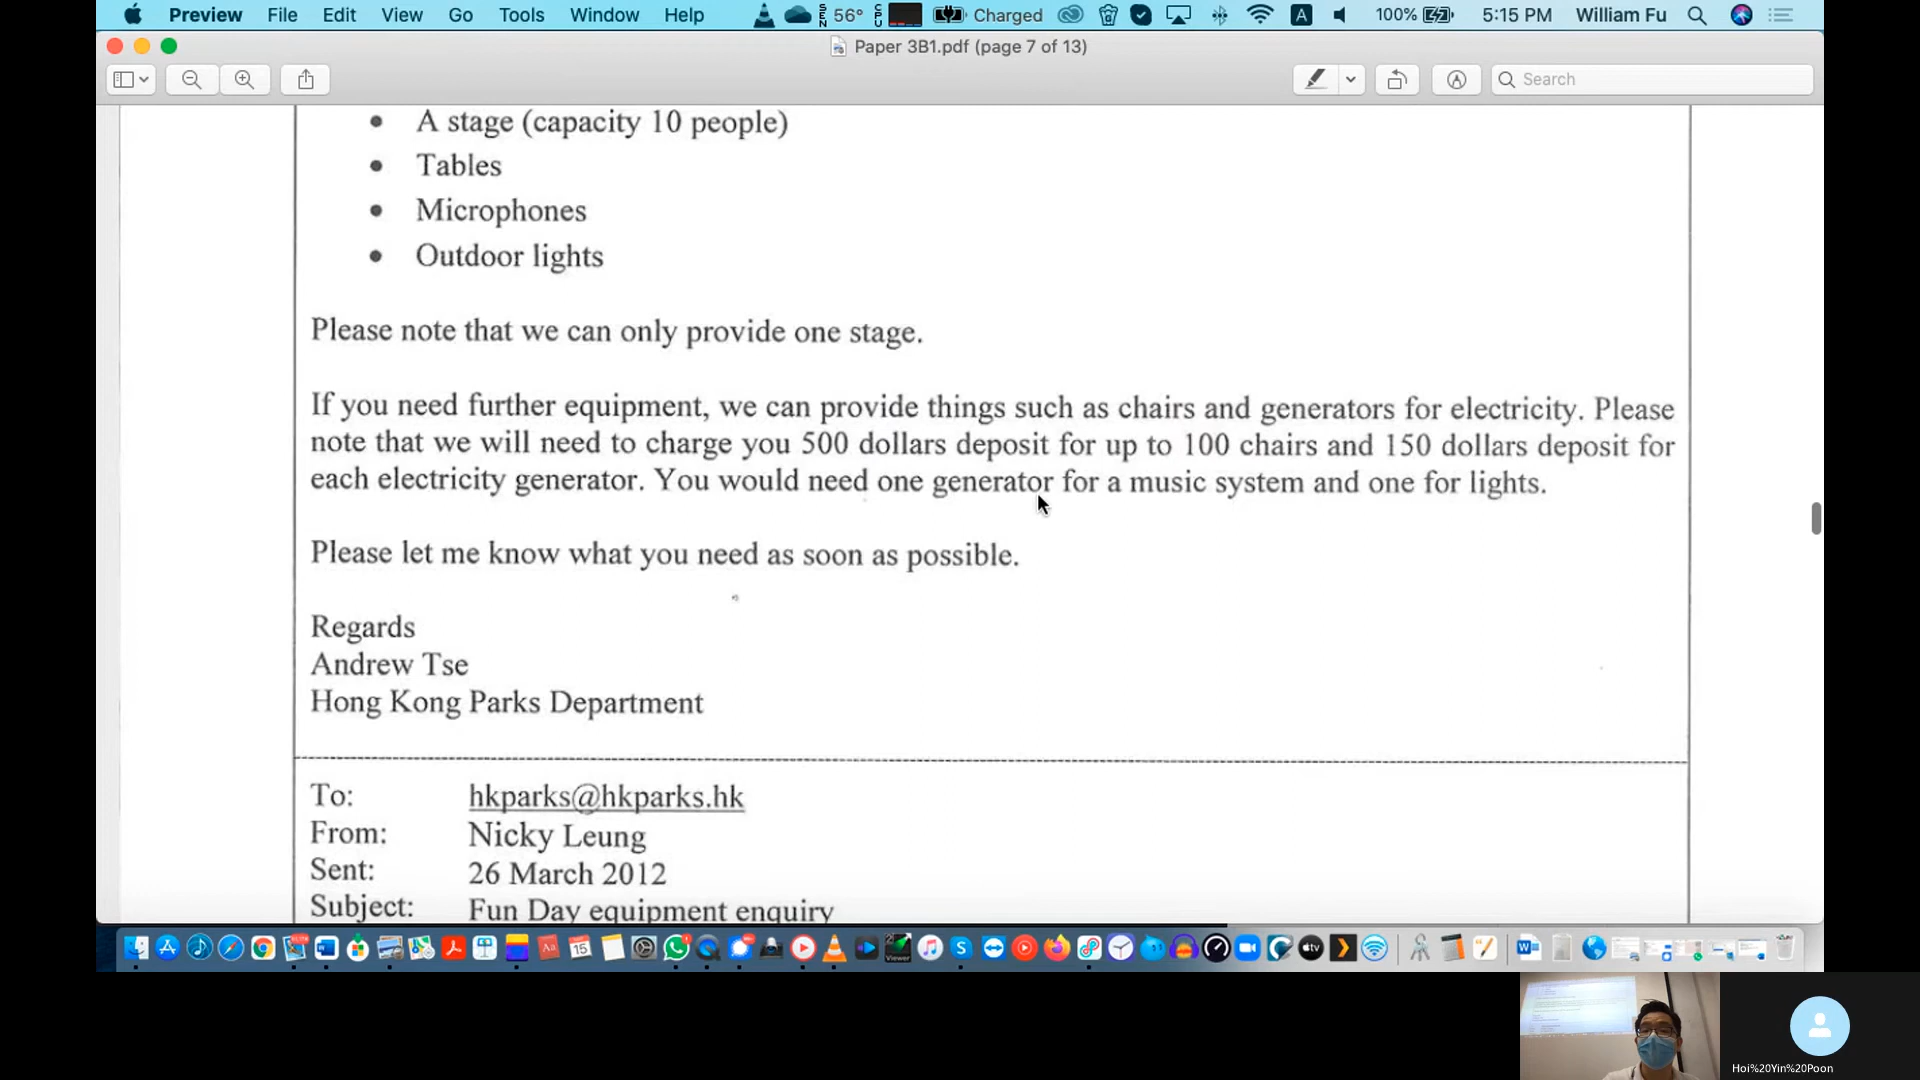 Preview File Edit View Go Tools Window Help SEN 56° CPU Charged A 100% 5:15 PM William Fu
Paper 3B1.pdf (page 7 of 13)
Search
• A stage (capacity 10 people)
• Tables
• Microphones
• Outdoor lights
Please note that we can only provide one stage.
If you need further equipment, we can provide things such as chairs and generators for electricity. Please
note that we will need to charge you 500 dollars deposit for up to 100 chairs and 150 dollars deposit for
each electricity generator. You would need one generator for a music system and one for lights.
Please let me know what you need as soon as possible.
Regards
Andrew Tse
Hong Kong Parks Department
To: hkparks@hkparks.hk
From: Nicky Leung
Sent: 26 March 2012
Subject: Fun Day equipment enquiry
Hoi%20Yin%20Poon